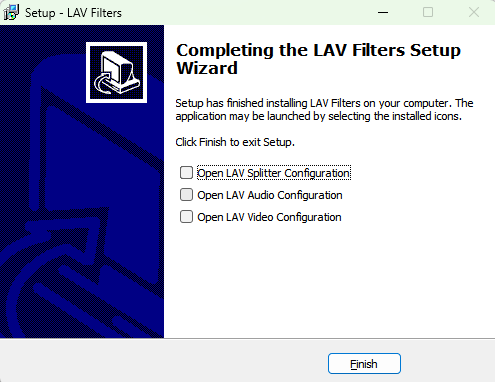 Setup - LAV Filters
Completing the LAV Filters Setup
Wizard
Setup has finished installing LAV Filters on your computer. The
application may be launched by selecting the installed icons.
Click Finish to exit Setup.
Open LAV Splitter Configuration
Open LAV Audio Configuration
Open LAV Video Configuration
Finish